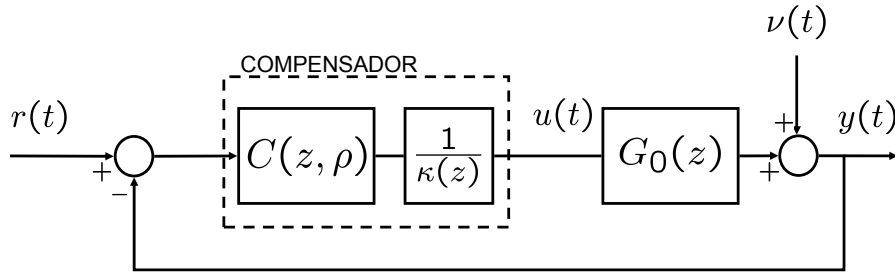 COMPENSADOR
ν(t)
r(t)
u(t)
y(t)
C(z, ρ)
1/κ(z)
G₀(z)
+
−
+
+